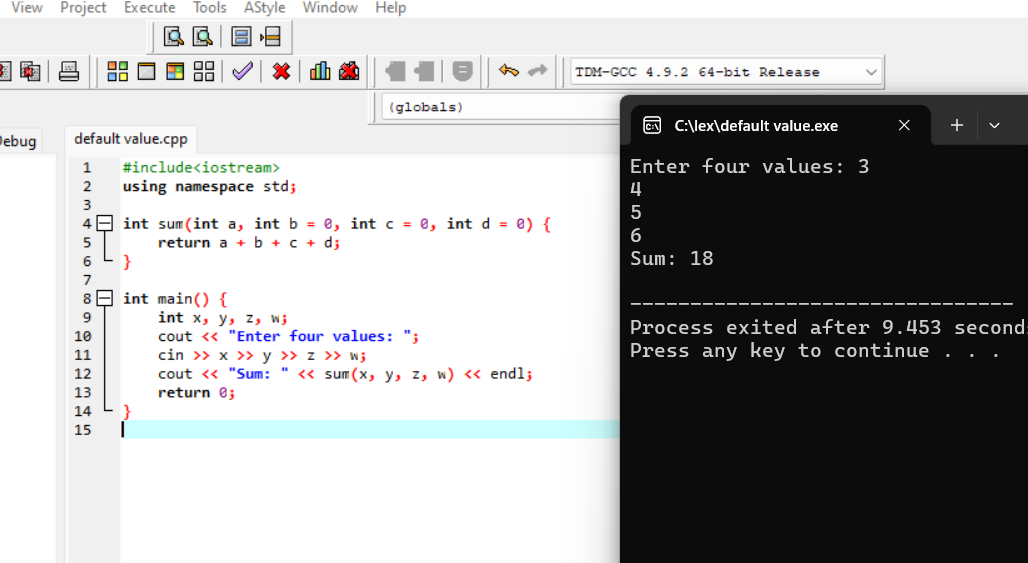 View Project Execute Tools AStyle Window Help
TDM-GCC 4.9.2 64-bit Release
(globals)
Debug
default value.cpp
1 #include<iostream>
2 using namespace std;
3
4 int sum(int a, int b = 0, int c = 0, int d = 0) {
5 return a + b + c + d;
6 }
7
8 int main() {
9 int x, y, z, w;
10 cout << "Enter four values: ";
11 cin >> x >> y >> z >> w;
12 cout << "Sum: " << sum(x, y, z, w) << endl;
13 return 0;
14 }
15
C:\lex\default value.exe
Enter four values: 3
4
5
6
Sum: 18
--------------------------------
Process exited after 9.453 second
Press any key to continue . . .